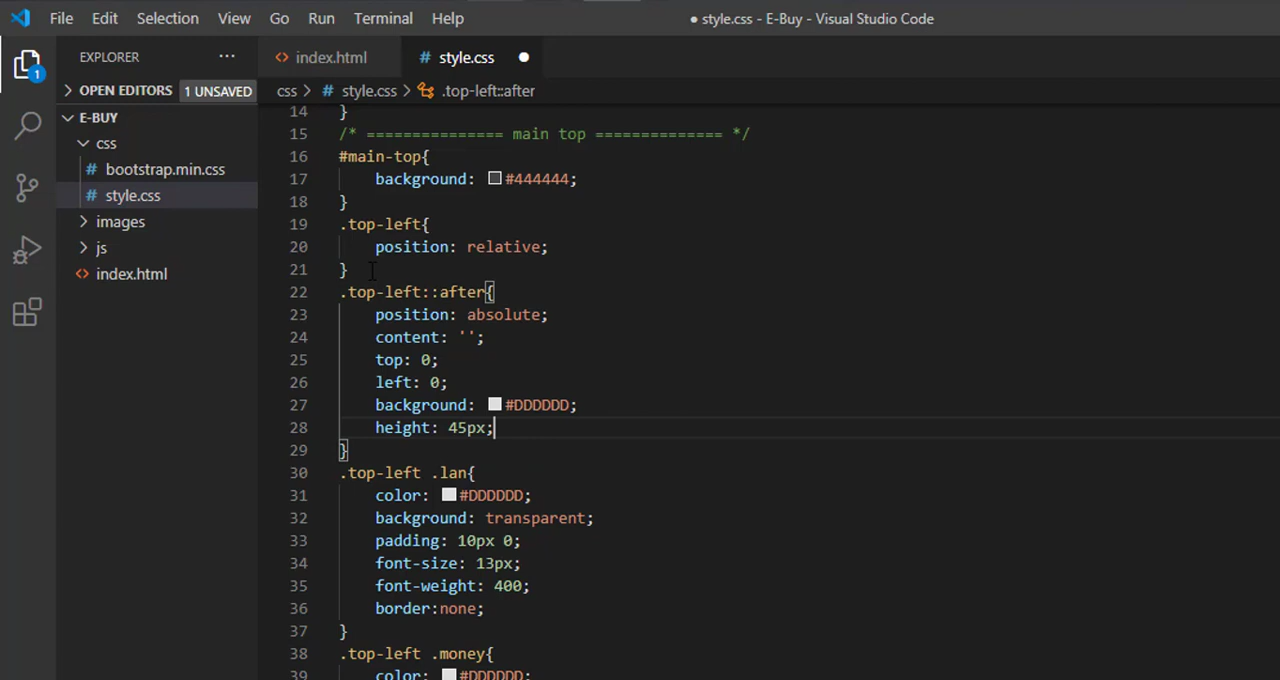 File Edit Selection View Go Run Terminal Help ● style.css - E-Buy - Visual Studio Code
EXPLORER ··· <> index.html # style.css ●
1
> OPEN EDITORS 1 UNSAVED css > # style.css > .top-left::after
E-BUY
css
# bootstrap.min.css
# style.css
> images
> js
<> index.html
14 }
15 /* =============== main top ============== */
16 #main-top{
17 background: #444444;
18 }
19 .top-left{
20 position: relative;
21 }
22 .top-left::after{
23 position: absolute;
24 content: '';
25 top: 0;
26 left: 0;
27 background: #DDDDDD;
28 height: 45px;
29 }
30 .top-left .lan{
31 color: #DDDDDD;
32 background: transparent;
33 padding: 10px 0;
34 font-size: 13px;
35 font-weight: 400;
36 border:none;
37 }
38 .top-left .money{
39 color: #DDDDDD;